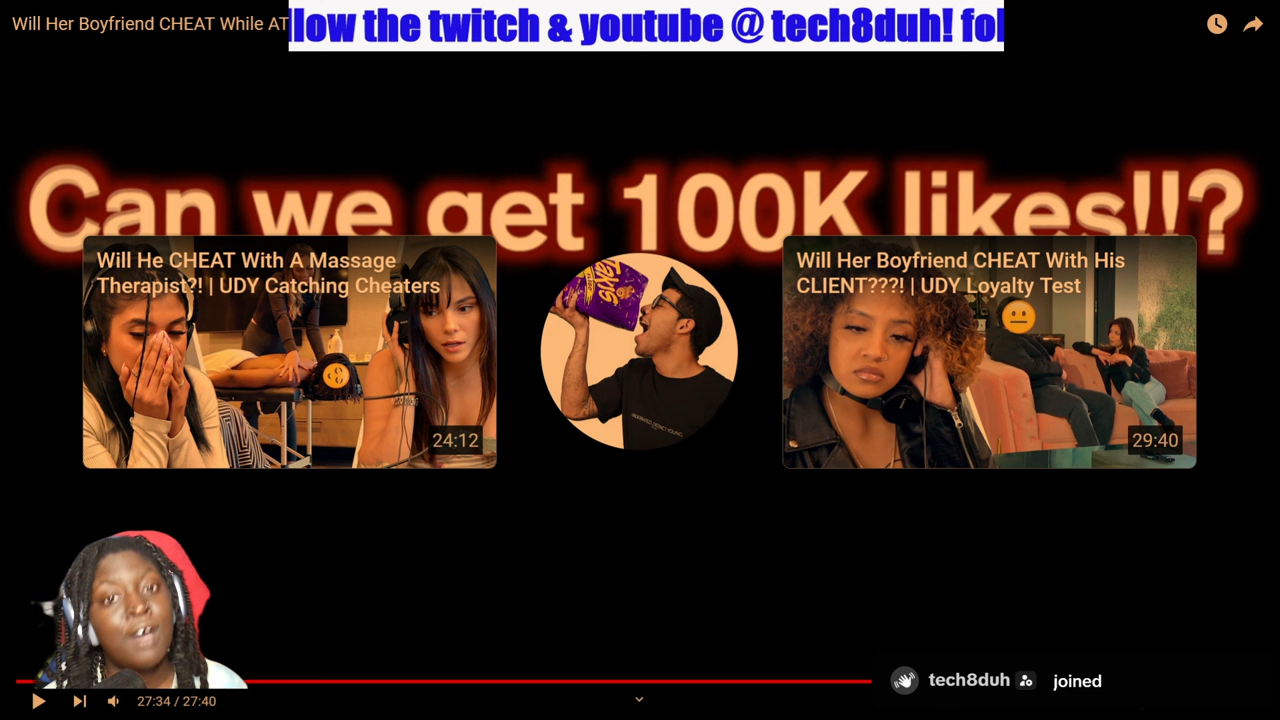 Will Her Boyfriend CHEAT While AT
low the twitch & youtube @ tech8duh! fol
Can we get 100K likes!!?
Will He CHEAT With A Massage
Therapist?! | UDY Catching Cheaters
24:12
Takis
Will Her Boyfriend CHEAT With His
CLIENT???! | UDY Loyalty Test
29:40
27:34 / 27:40
tech8duh joined